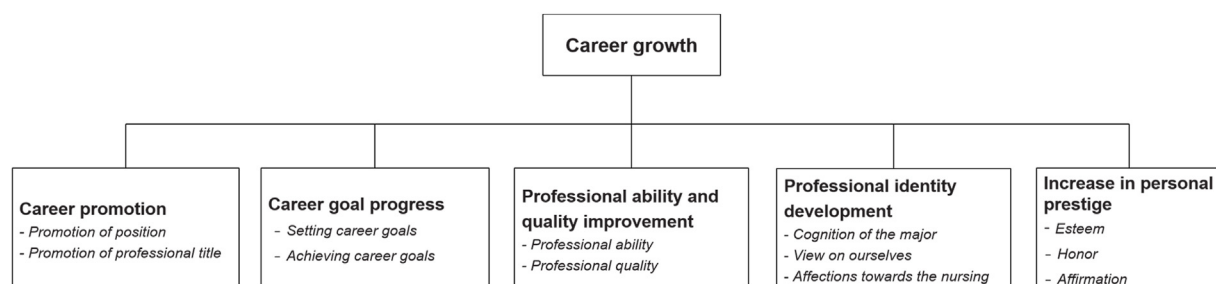 Career growth
Career promotion
- Promotion of position
- Promotion of professional title
Career goal progress
- Setting career goals
- Achieving career goals
Professional ability and
quality improvement
- Professional ability
- Professional quality
Professional identity
development
- Cognition of the major
- View on ourselves
- Affections towards the nursing
Increase in personal
prestige
- Esteem
- Honor
- Affirmation